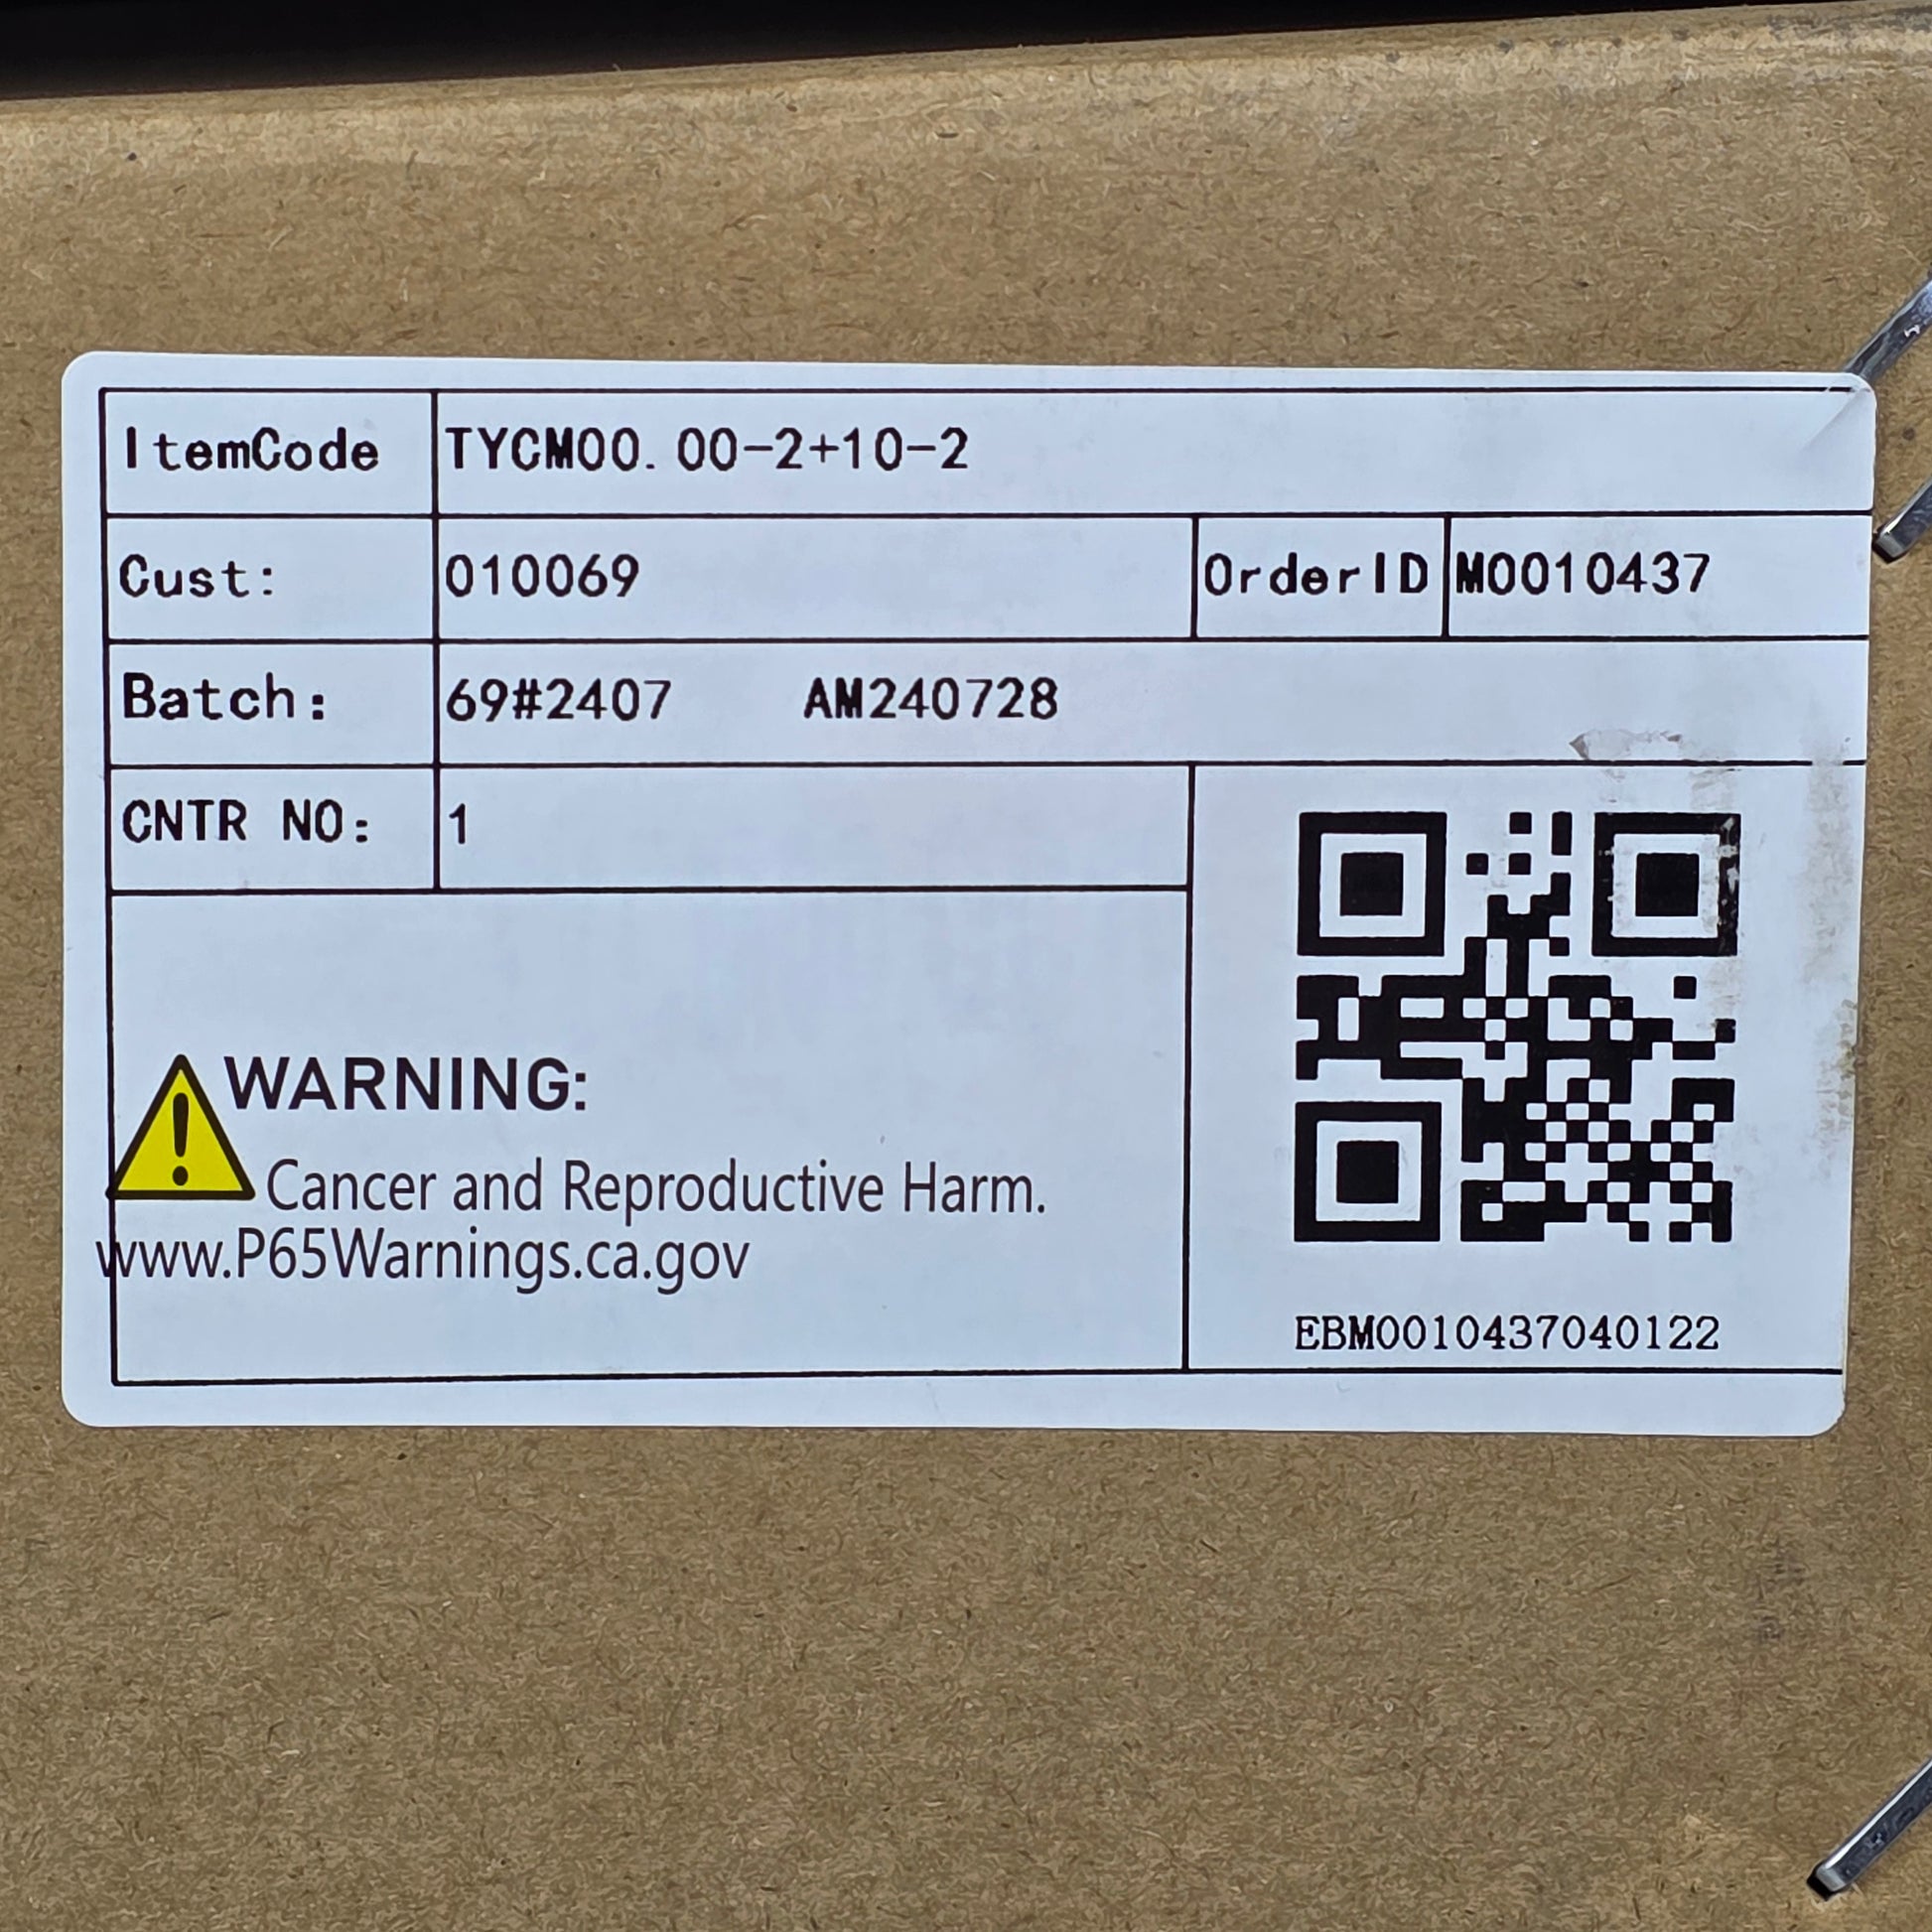 ItemCode TYCM00.00-2+10-2
Cust: 010069 OrderID M0010437
Batch: 69#2407 AM240728
CNTR NO: 1
WARNING:
Cancer and Reproductive Harm.
www.P65Warnings.ca.gov
EBM0010437040122